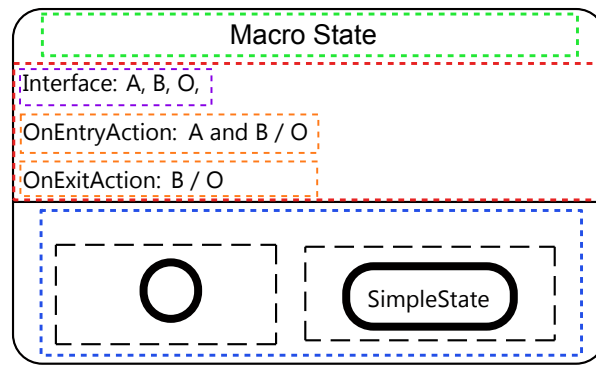 Macro State
Interface: A, B, O,
OnEntryAction: A and B / O
OnExitAction: B / O
SimpleState